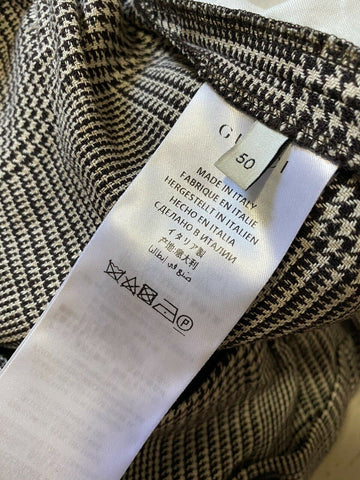 GUCCI
50
MADE IN ITALY
FABRIQUE EN ITALIE
HERGESTELLT IN ITALIEN
HECHO EN ITALIA
СДЕЛАНО В ИТАЛИИ
イタリア製
产地:意大利
صنع في إيطاليا
P